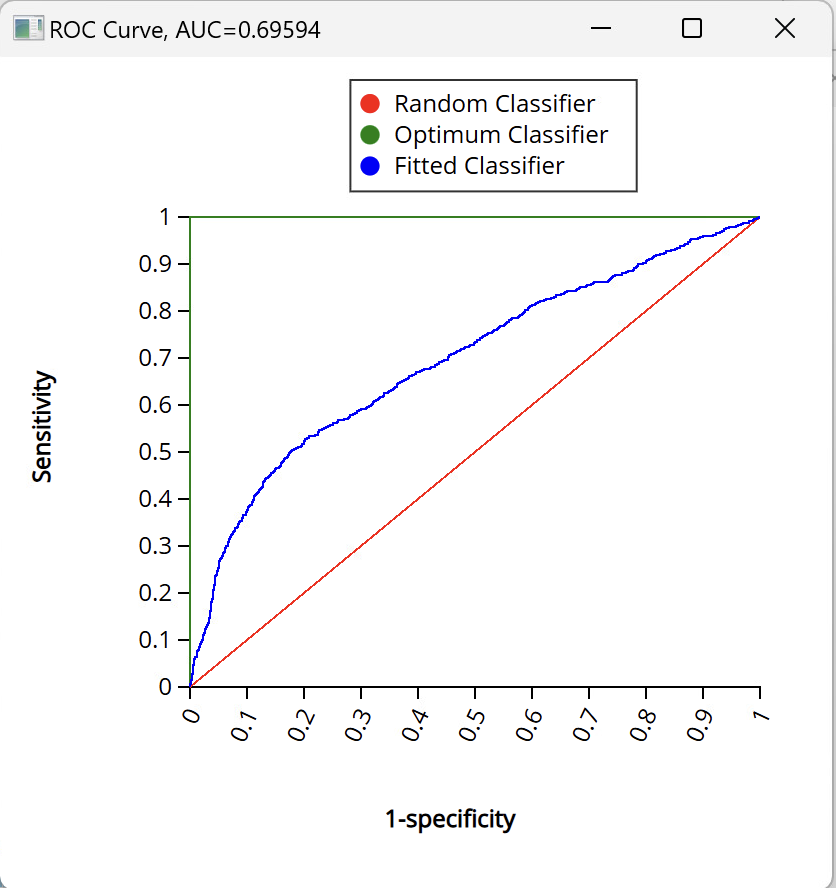 ROC Curve, AUC=0.69594
Random Classifier
Optimum Classifier
Fitted Classifier
1
0.9
0.8
0.7
0.6
0.5
0.4
0.3
0.2
0.1
0
Sensitivity
0 0.1 0.2 0.3 0.4 0.5 0.6 0.7 0.8 0.9 1
1-specificity